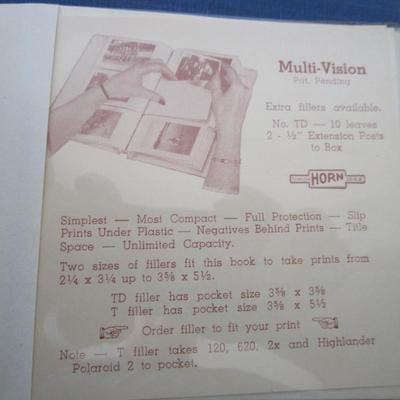 Multi-Vision
Pat. Pending
Extra fillers available.
No. TD — 10 leaves
2 - ½" Extension Posts
to Box
HORN
Simplest — Most Compact — Full Protection — Slip
Prints Under Plastic — Negatives Behind Prints — Title
Space — Unlimited Capacity.
Two sizes of fillers fit this book to take prints from
2¼ x 3¼ up to 3⅝ x 5½.
TD filler has pocket size 3⅝ x 3⅝
T filler has pocket size 3⅝ x 5½
Order filler to fit your print
Note — T filler takes 120, 620, 2x and Highlander
Polaroid 2 to pocket.